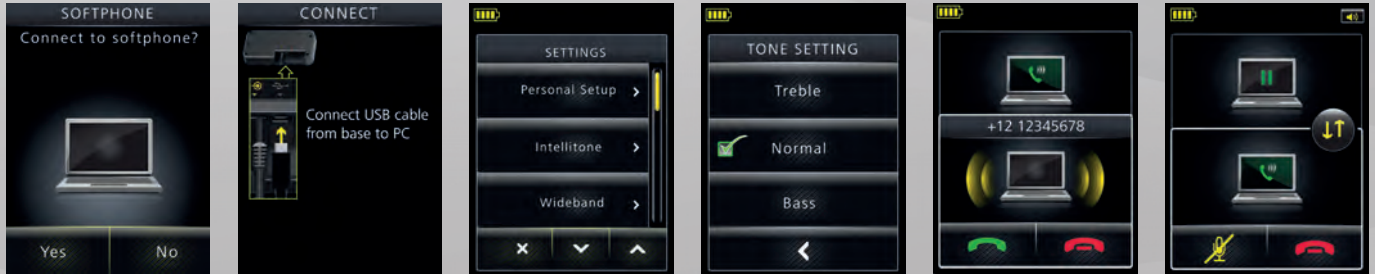 SOFTPHONE
Connect to softphone?
Yes
No
CONNECT
Connect USB cable
from base to PC
SETTINGS
Personal Setup
Intellitone
Wideband
TONE SETTING
Treble
Normal
Bass
+12 12345678